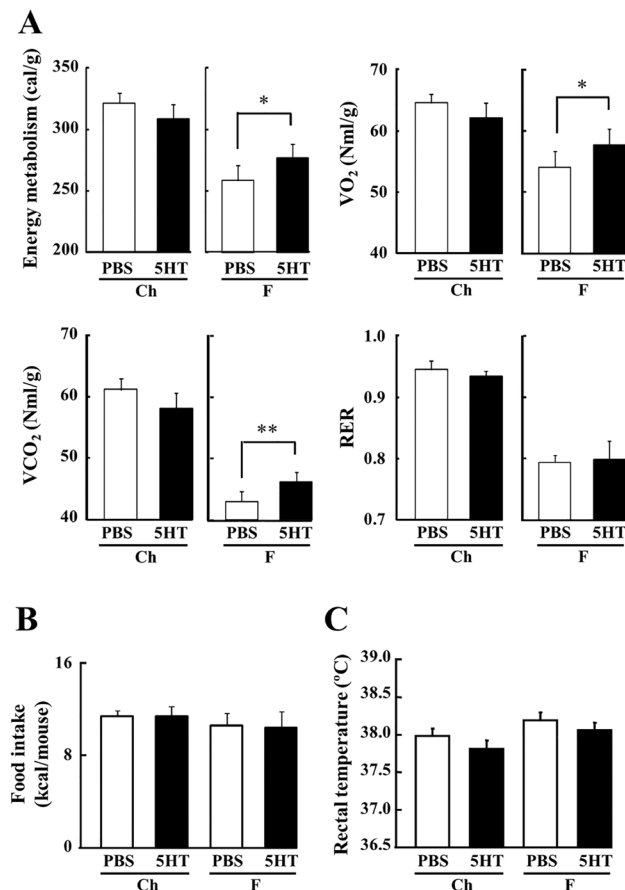 A
Energy metabolism (cal/g)
350
300
250
200
*
PBS 5HT PBS 5HT
Ch F
VO2 (Nml/g)
70
60
50
40
*
PBS 5HT PBS 5HT
Ch F
VCO2 (Nml/g)
70
60
50
40
**
PBS 5HT PBS 5HT
Ch F
RER
1.0
0.9
0.8
0.7
PBS 5HT PBS 5HT
Ch F
B
Food intake
(kcal/mouse)
16
10
0
PBS 5HT PBS 5HT
Ch F
C
Rectal temperature (°C)
39.0
38.5
38.0
37.5
37.0
36.5
PBS 5HT PBS 5HT
Ch F